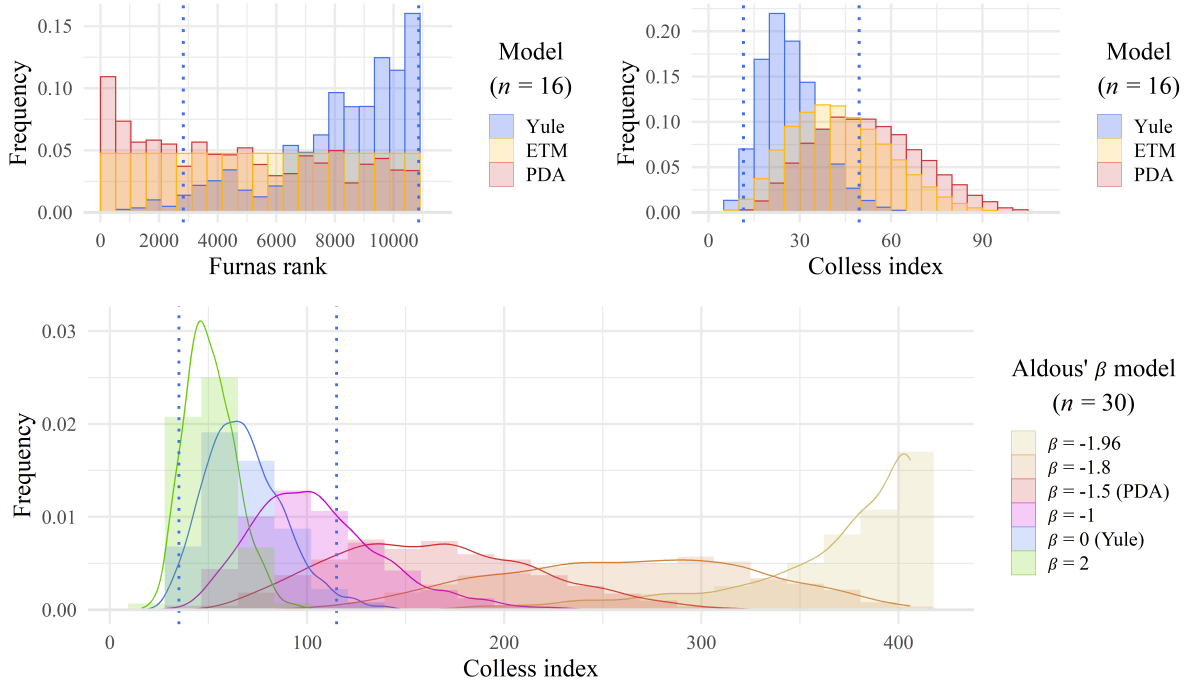 0.15
0.10
0.05
0.00
Frequency
0 2000 4000 6000 8000 10000
Furnas rank
Model
(n = 16)
Yule
ETM
PDA
0.20
0.15
0.10
0.05
0.00
Frequency
0 30 60 90
Colless index
Model
(n = 16)
Yule
ETM
PDA
0.03
0.02
0.01
0.00
Frequency
0 100 200 300 400
Colless index
Aldous' β model
(n = 30)
β = -1.96
β = -1.8
β = -1.5 (PDA)
β = -1
β = 0 (Yule)
β = 2